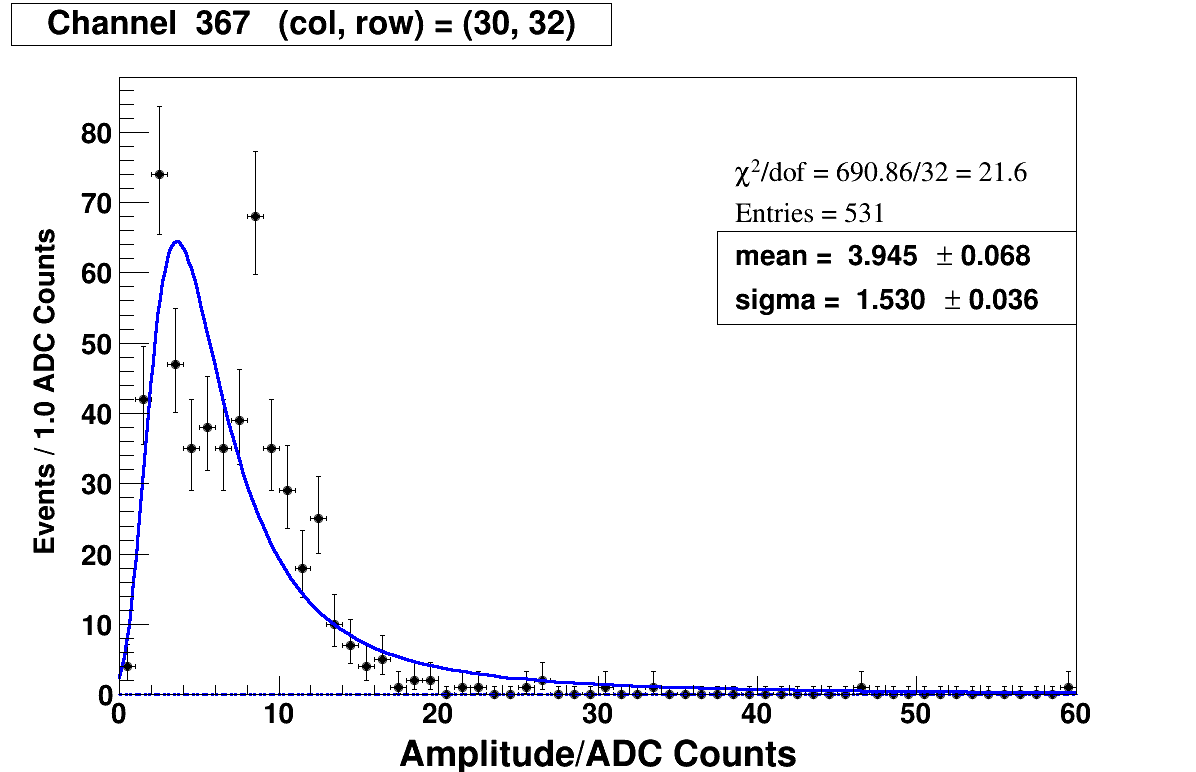 Channel 367 (col, row) = (30, 32)
χ²/dof = 690.86/32 = 21.6
Entries = 531
mean = 3.945 ± 0.068
sigma = 1.530 ± 0.036
Events / 1.0 ADC Counts
80
70
60
50
40
30
20
10
0
0 10 20 30 40 50 60
Amplitude/ADC Counts